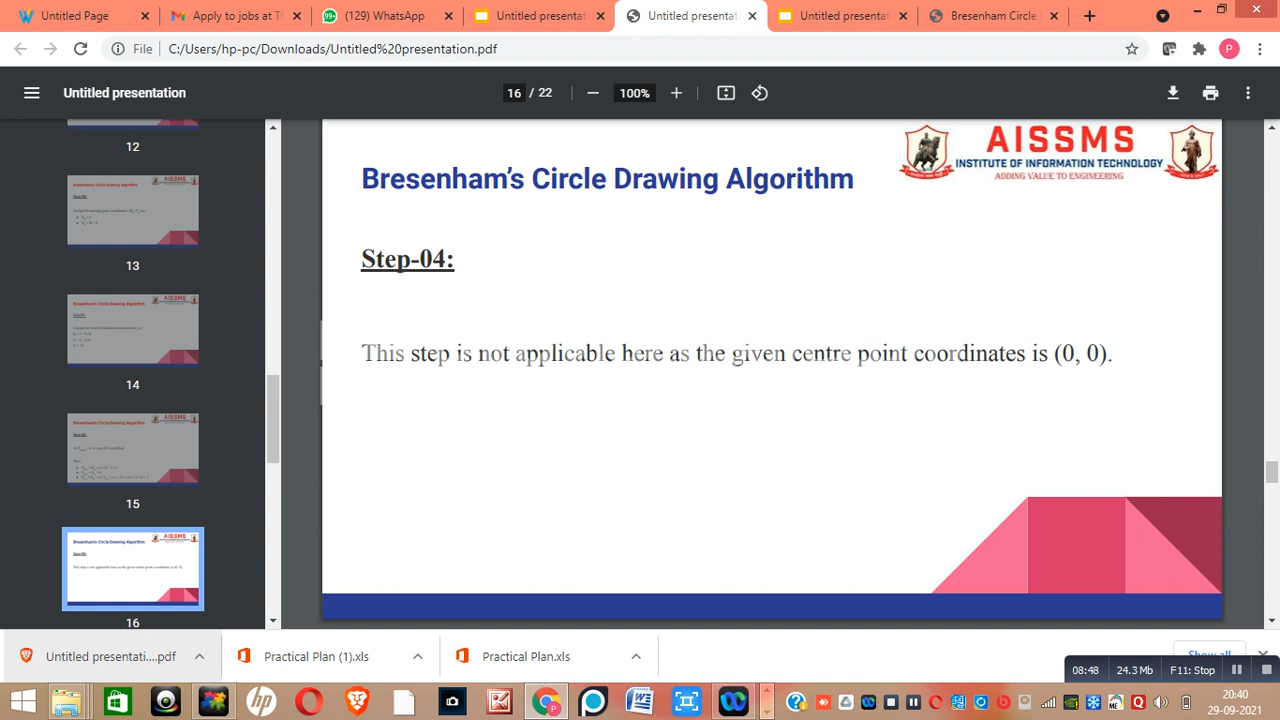 Untitled Page
Apply to jobs at Th
(129) WhatsApp
Untitled presentat
Untitled presentat
Untitled presentat
Bresenham Circle
File
C:/Users/hp-pc/Downloads/Untitled%20presentation.pdf
P
Untitled presentation
16 / 22
100%
12
13
14
15
16
AISSMS
INSTITUTE OF INFORMATION TECHNOLOGY
ADDING VALUE TO ENGINEERING
Bresenham's Circle Drawing Algorithm
Step-04:
This step is not applicable here as the given centre point coordinates is (0, 0).
Untitled presentati....pdf
Practical Plan (1).xls
Practical Plan.xls
Show all
08:48
24.3 MB
F11: Stop
20:40
29-09-2021